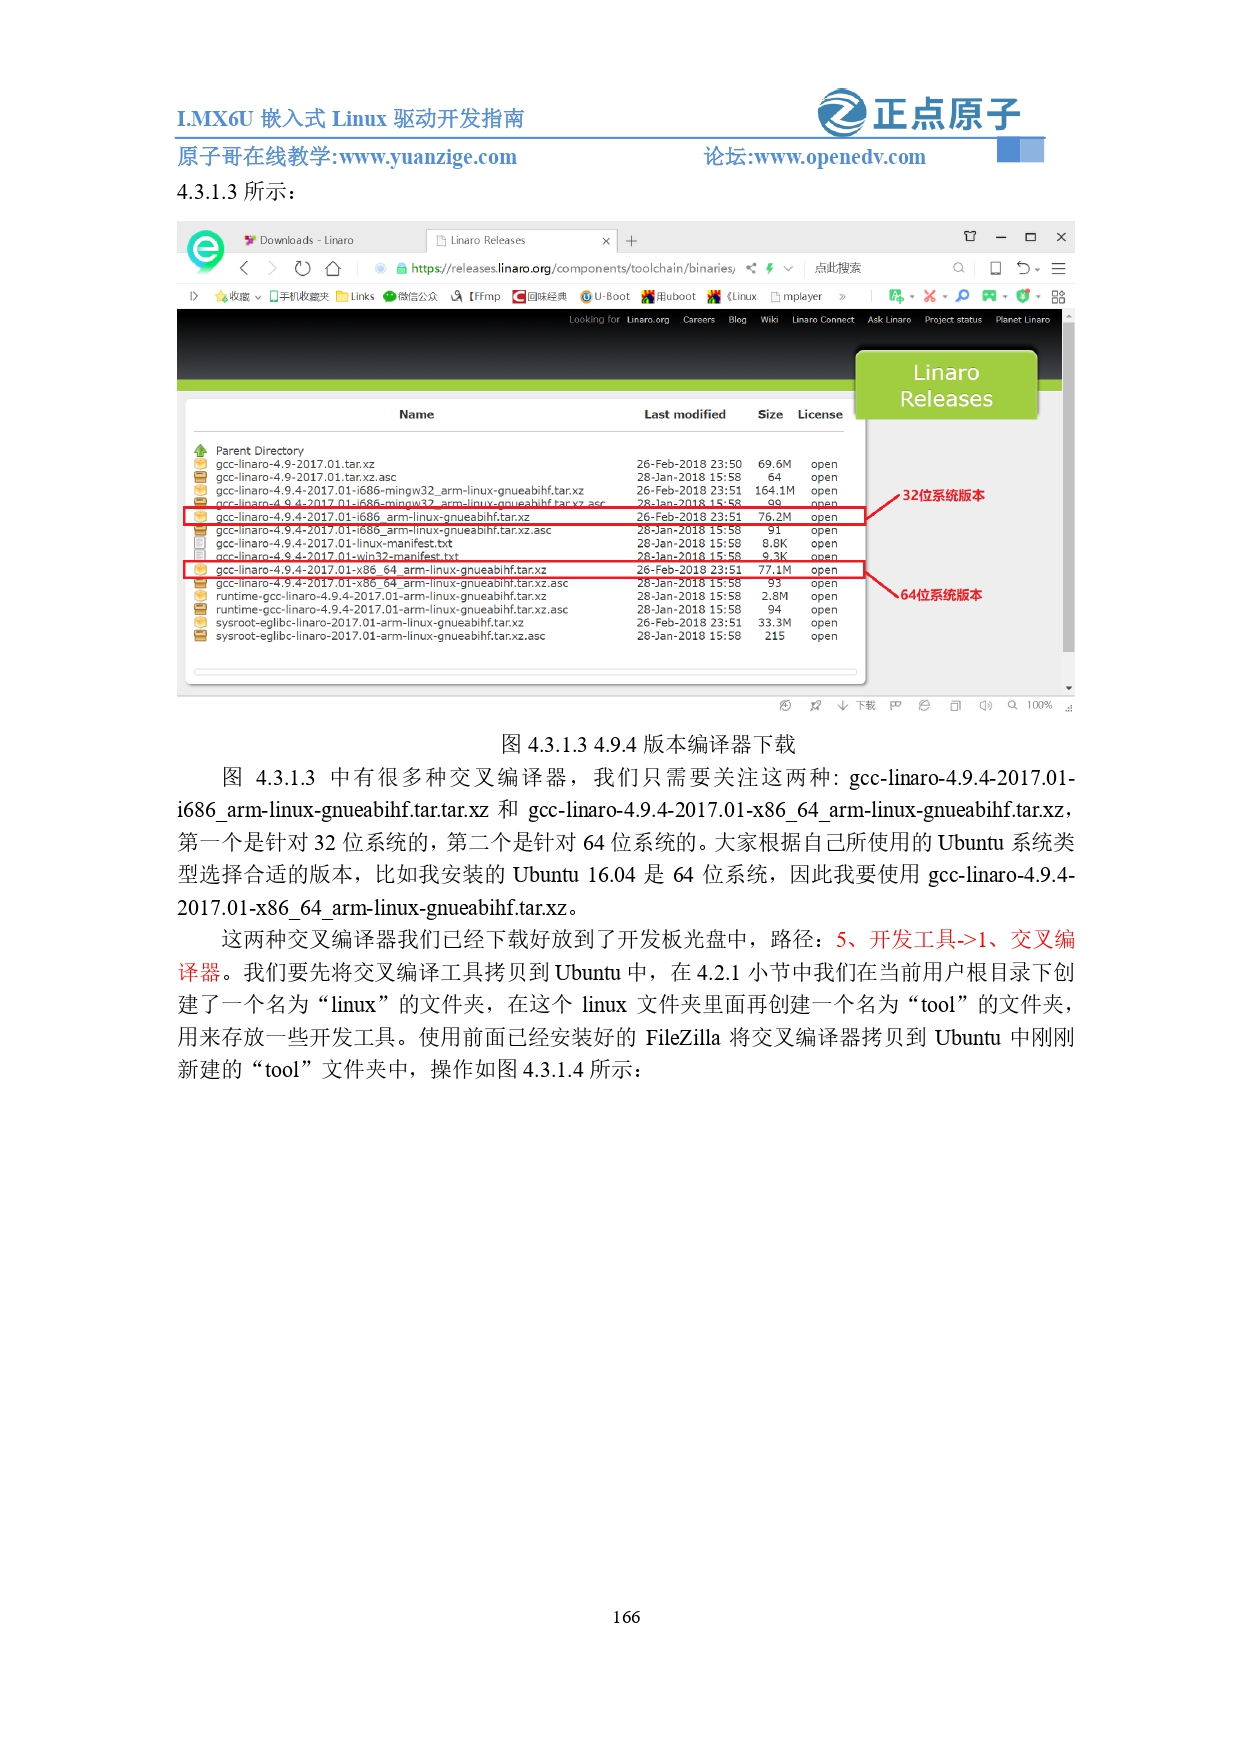 I.MX6U 嵌入式 Linux 驱动开发指南
正点原子
原子哥在线教学:www.yuanzige.com 论坛:www.openedv.com
4.3.1.3 所示：
Downloads - Linaro Linaro Releases
https://releases.linaro.org/components/toolchain/binaries/ 点此搜索
收藏 手机收藏夹 Links 微信公众 【FFmp 回味经典 U-Boot 用uboot 《Linux mplayer »
Looking for Linaro.org Careers Blog Wiki Linaro Connect Ask Linaro Project status Planet Linaro
Linaro
Releases
Name Last modified Size License
Parent Directory
gcc-linaro-4.9-2017.01.tar.xz 26-Feb-2018 23:50 69.6M open
gcc-linaro-4.9-2017.01.tar.xz.asc 28-Jan-2018 15:58 64 open
gcc-linaro-4.9.4-2017.01-i686-mingw32_arm-linux-gnueabihf.tar.xz 26-Feb-2018 23:51 164.1M open
gcc-linaro-4.9.4-2017.01-i686-mingw32_arm-linux-gnueabihf.tar.xz.asc 28-Jan-2018 15:58 99 open
gcc-linaro-4.9.4-2017.01-i686_arm-linux-gnueabihf.tar.xz 26-Feb-2018 23:51 76.2M open
32位系统版本
gcc-linaro-4.9.4-2017.01-i686_arm-linux-gnueabihf.tar.xz.asc 28-Jan-2018 15:58 91 open
gcc-linaro-4.9.4-2017.01-linux-manifest.txt 28-Jan-2018 15:58 8.8K open
gcc-linaro-4.9.4-2017.01-win32-manifest.txt 28-Jan-2018 15:58 9.3K open
gcc-linaro-4.9.4-2017.01-x86_64_arm-linux-gnueabihf.tar.xz 26-Feb-2018 23:51 77.1M open
gcc-linaro-4.9.4-2017.01-x86_64_arm-linux-gnueabihf.tar.xz.asc 28-Jan-2018 15:58 93 open
64位系统版本
runtime-gcc-linaro-4.9.4-2017.01-arm-linux-gnueabihf.tar.xz 28-Jan-2018 15:58 2.8M open
runtime-gcc-linaro-4.9.4-2017.01-arm-linux-gnueabihf.tar.xz.asc 28-Jan-2018 15:58 94 open
sysroot-eglibc-linaro-2017.01-arm-linux-gnueabihf.tar.xz 26-Feb-2018 23:51 33.3M open
sysroot-eglibc-linaro-2017.01-arm-linux-gnueabihf.tar.xz.asc 28-Jan-2018 15:58 215 open
下载 100%
图 4.3.1.3 4.9.4 版本编译器下载
图 4.3.1.3 中有很多种交叉编译器，我们只需要关注这两种: gcc-linaro-4.9.4-2017.01-
i686_arm-linux-gnueabihf.tar.tar.xz 和 gcc-linaro-4.9.4-2017.01-x86_64_arm-linux-gnueabihf.tar.xz，
第一个是针对 32 位系统的，第二个是针对 64 位系统的。大家根据自己所使用的 Ubuntu 系统类
型选择合适的版本，比如我安装的 Ubuntu 16.04 是 64 位系统，因此我要使用 gcc-linaro-4.9.4-
2017.01-x86_64_arm-linux-gnueabihf.tar.xz。
这两种交叉编译器我们已经下载好放到了开发板光盘中，路径：5、开发工具->1、交叉编
译器。我们要先将交叉编译工具拷贝到 Ubuntu 中，在 4.2.1 小节中我们在当前用户根目录下创
建了一个名为“linux”的文件夹，在这个 linux 文件夹里面再创建一个名为“tool”的文件夹，
用来存放一些开发工具。使用前面已经安装好的 FileZilla 将交叉编译器拷贝到 Ubuntu 中刚刚
新建的“tool”文件夹中，操作如图 4.3.1.4 所示：
166